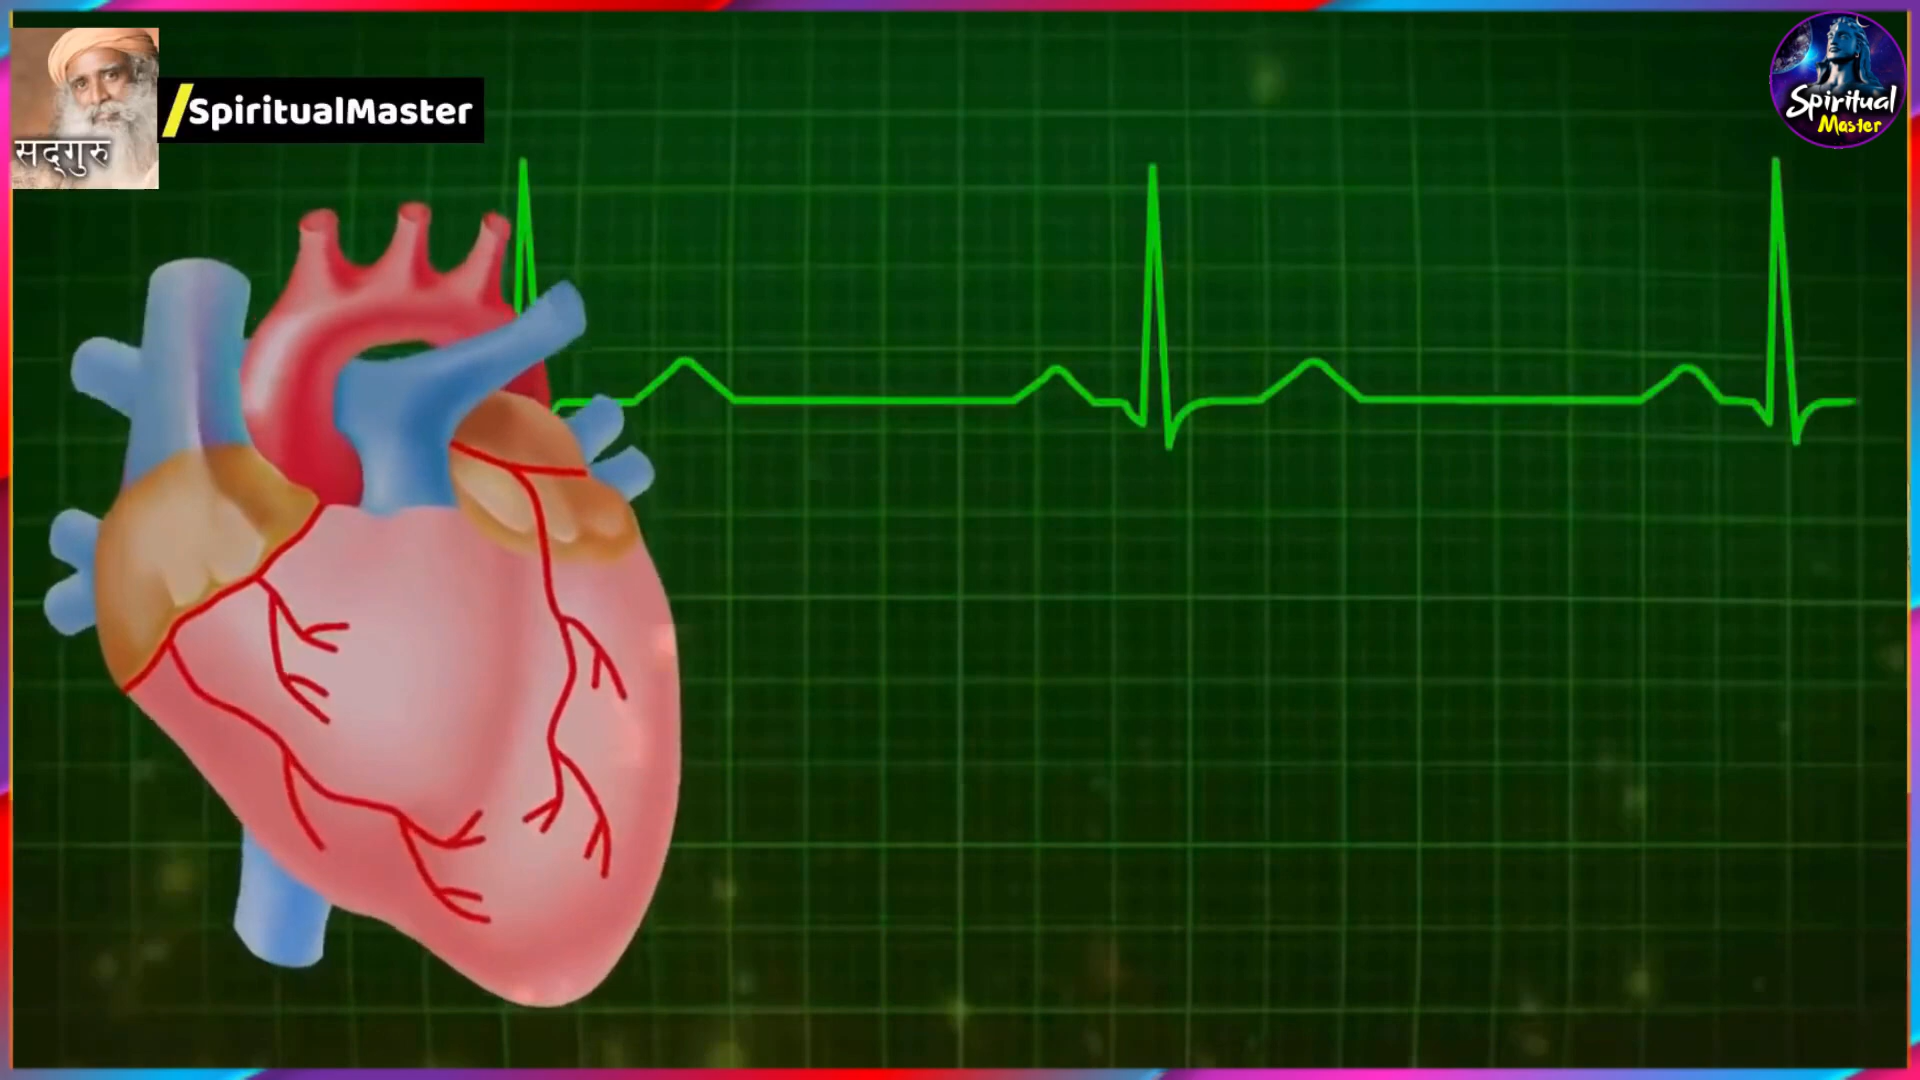 /SpiritualMaster
सद्गुरु
Spiritual
Master